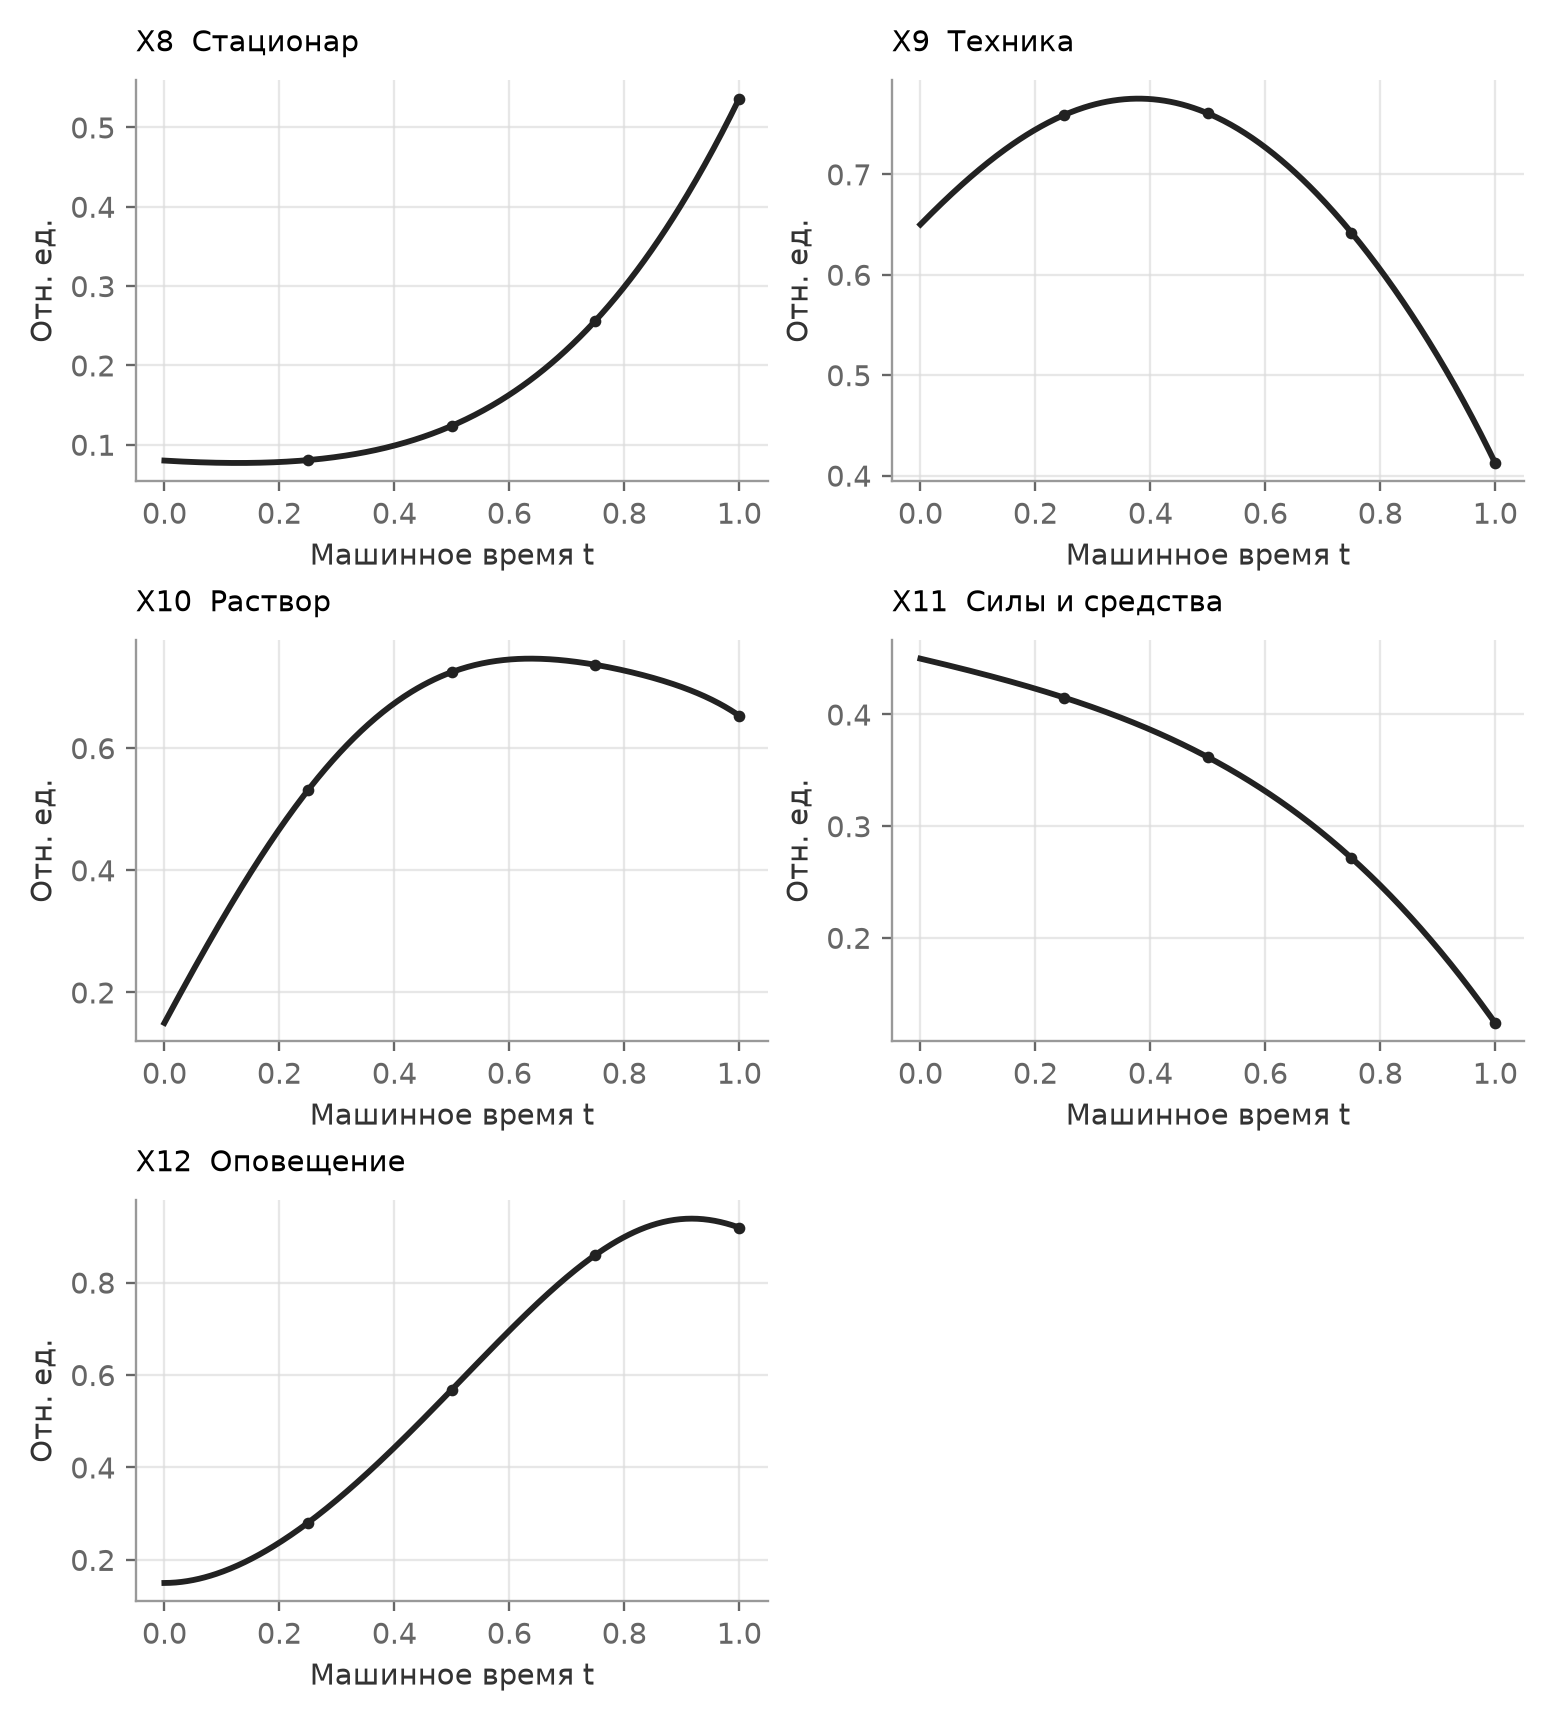 X8 Стационар
Отн. ед.
0.5
0.4
0.3
0.2
0.1
0.0 0.2 0.4 0.6 0.8 1.0
Машинное время t
X9 Техника
Отн. ед.
0.7
0.6
0.5
0.4
0.0 0.2 0.4 0.6 0.8 1.0
Машинное время t
X10 Раствор
Отн. ед.
0.6
0.4
0.2
0.0 0.2 0.4 0.6 0.8 1.0
Машинное время t
X11 Силы и средства
Отн. ед.
0.4
0.3
0.2
0.0 0.2 0.4 0.6 0.8 1.0
Машинное время t
X12 Оповещение
Отн. ед.
0.8
0.6
0.4
0.2
0.0 0.2 0.4 0.6 0.8 1.0
Машинное время t